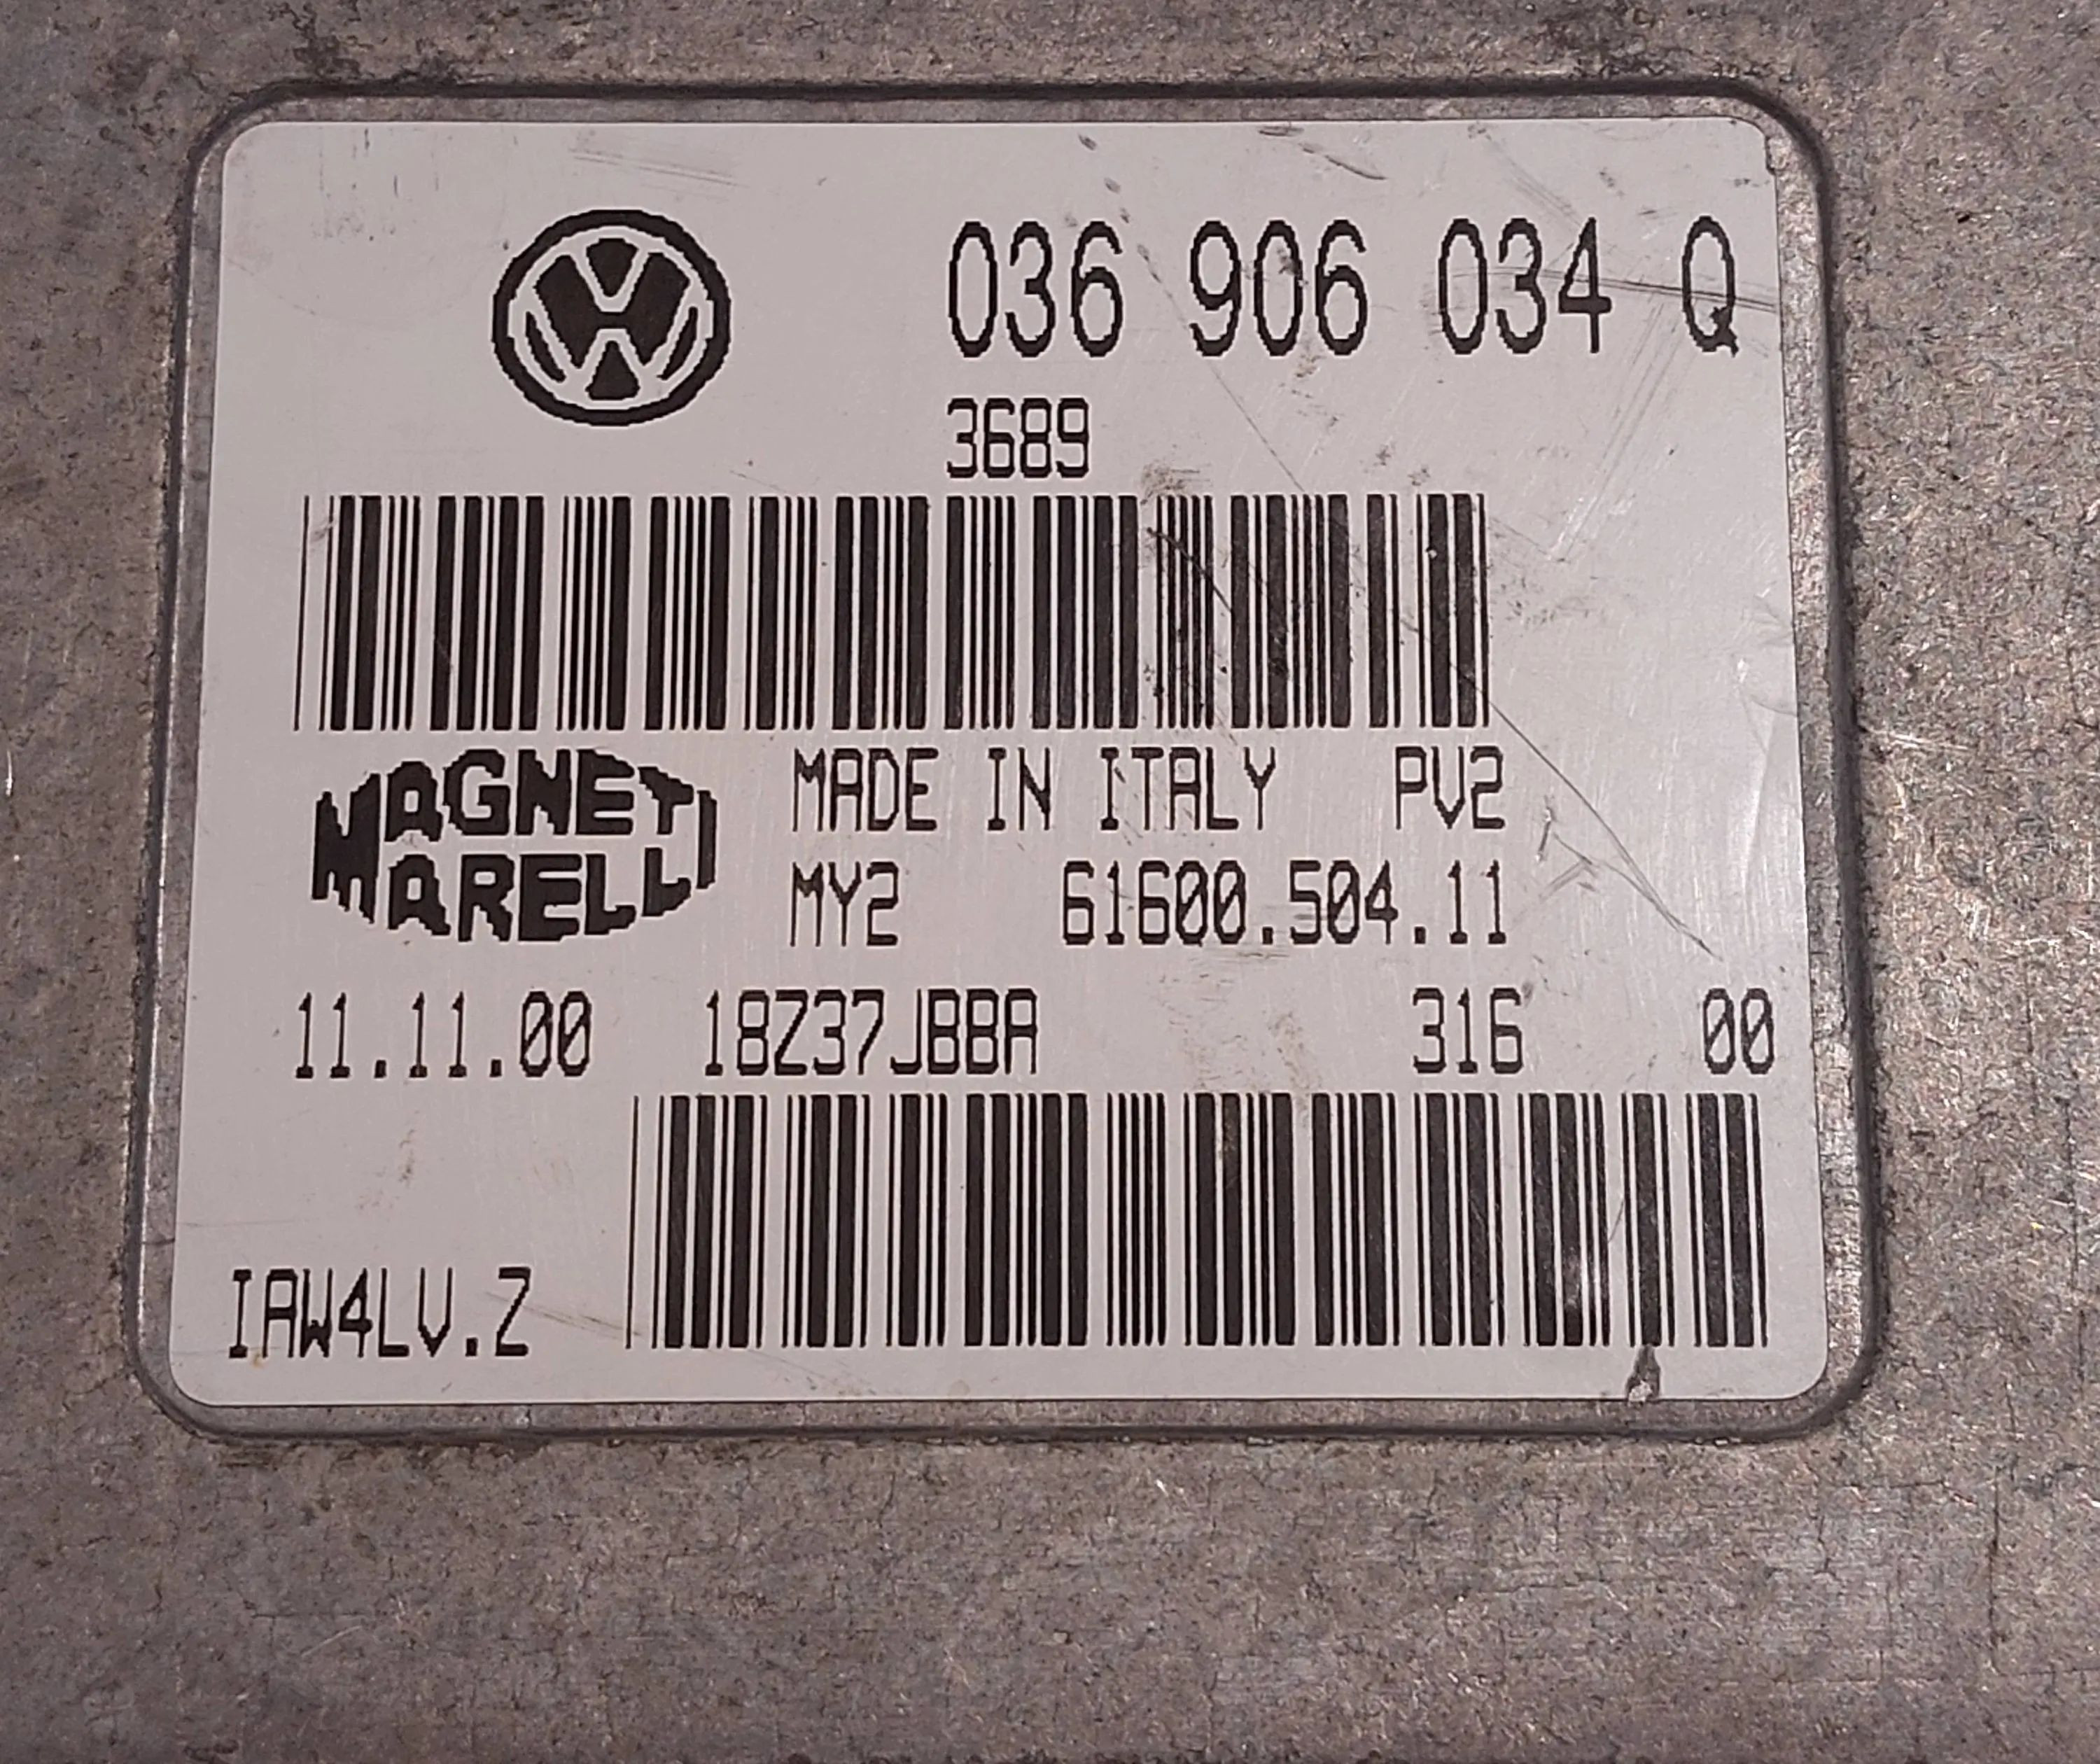 036 906 034 Q
3689
MAGNETI MARELLI
MADE IN ITALY PV2
MY2 61600.504.11
11.11.00 18Z37JBBA 316 00
IAW4LV.Z